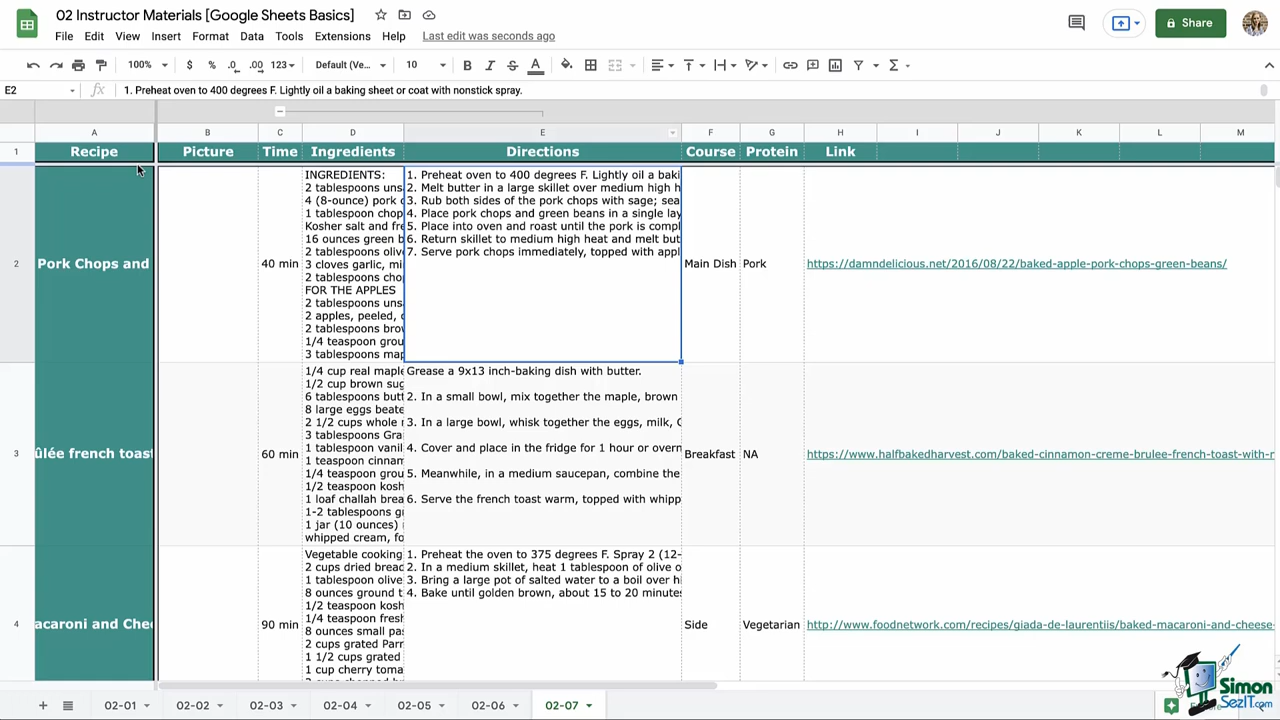 02 Instructor Materials [Google Sheets Basics]
File Edit View Insert Format Data Tools Extensions Help Last edit was seconds ago
Share
100% $ % .0 .00 123 Default (Ve... 10 B I S A Σ
E2 fx 1. Preheat oven to 400 degrees F. Lightly oil a baking sheet or coat with nonstick spray.
A B C D E F G H I J K L M
1 Recipe Picture Time Ingredients Directions Course Protein Link
2 Pork Chops and 40 min Main Dish Pork https://damndelicious.net/2016/08/22/baked-apple-pork-chops-green-beans/
INGREDIENTS:
2 tablespoons uns
4 (8-ounce) pork c
1 tablespoon chop
Kosher salt and fre
16 ounces green b
2 tablespoons olive
3 cloves garlic, mi
2 tablespoons cho
FOR THE APPLES
2 tablespoons uns
2 apples, peeled, c
2 tablespoons brov
1/4 teaspoon grou
3 tablespoons map
1. Preheat oven to 400 degrees F. Lightly oil a baki
2. Melt butter in a large skillet over medium high h
3. Rub both sides of the pork chops with sage; sea
4. Place pork chops and green beans in a single lay
5. Place into oven and roast until the pork is compl
6. Return skillet to medium high heat and melt but
7. Serve pork chops immediately, topped with appl
3 ûlée french toast 60 min Breakfast NA https://www.halfbakedharvest.com/baked-cinnamon-creme-brulee-french-toast-with-r
1/4 cup real maple
1/2 cup brown sug
6 tablespoons butt
8 large eggs beate
2 1/2 cups whole r
3 tablespoons Gra
1 tablespoon vanil
1 teaspoon cinnam
1/4 teaspoon gro
1/2 teaspoon kosh
1 loaf challah brea
1-2 tablespoons g
1 jar (10 ounces)
whipped cream, fo
Grease a 9x13 inch-baking dish with butter.
2. In a small bowl, mix together the maple, brown
3. In a large bowl, whisk together the eggs, milk, G
4. Cover and place in the fridge for 1 hour or overn
5. Meanwhile, in a medium saucepan, combine the
6. Serve the french toast warm, topped with whipp
4 acaroni and Chee 90 min Side Vegetarian http://www.foodnetwork.com/recipes/giada-de-laurentiis/baked-macaroni-and-cheese-
Vegetable cooking
2 cups dried bread
1 tablespoon olive
8 ounces ground t
1/2 teaspoon kosh
1/4 teaspoon fresh
8 ounces small pas
2 cups grated Parr
1 1/2 cups grated
1 cup cherry toma
1. Preheat the oven to 375 degrees F. Spray 2 (12-
2. In a medium skillet, heat 1 tablespoon of olive o
3. Bring a large pot of salted water to a boil over hi
4. Bake until golden brown, about 15 to 20 minutes
02-01 02-02 02-03 02-04 02-05 02-06 02-07
Simon
SezIT.com